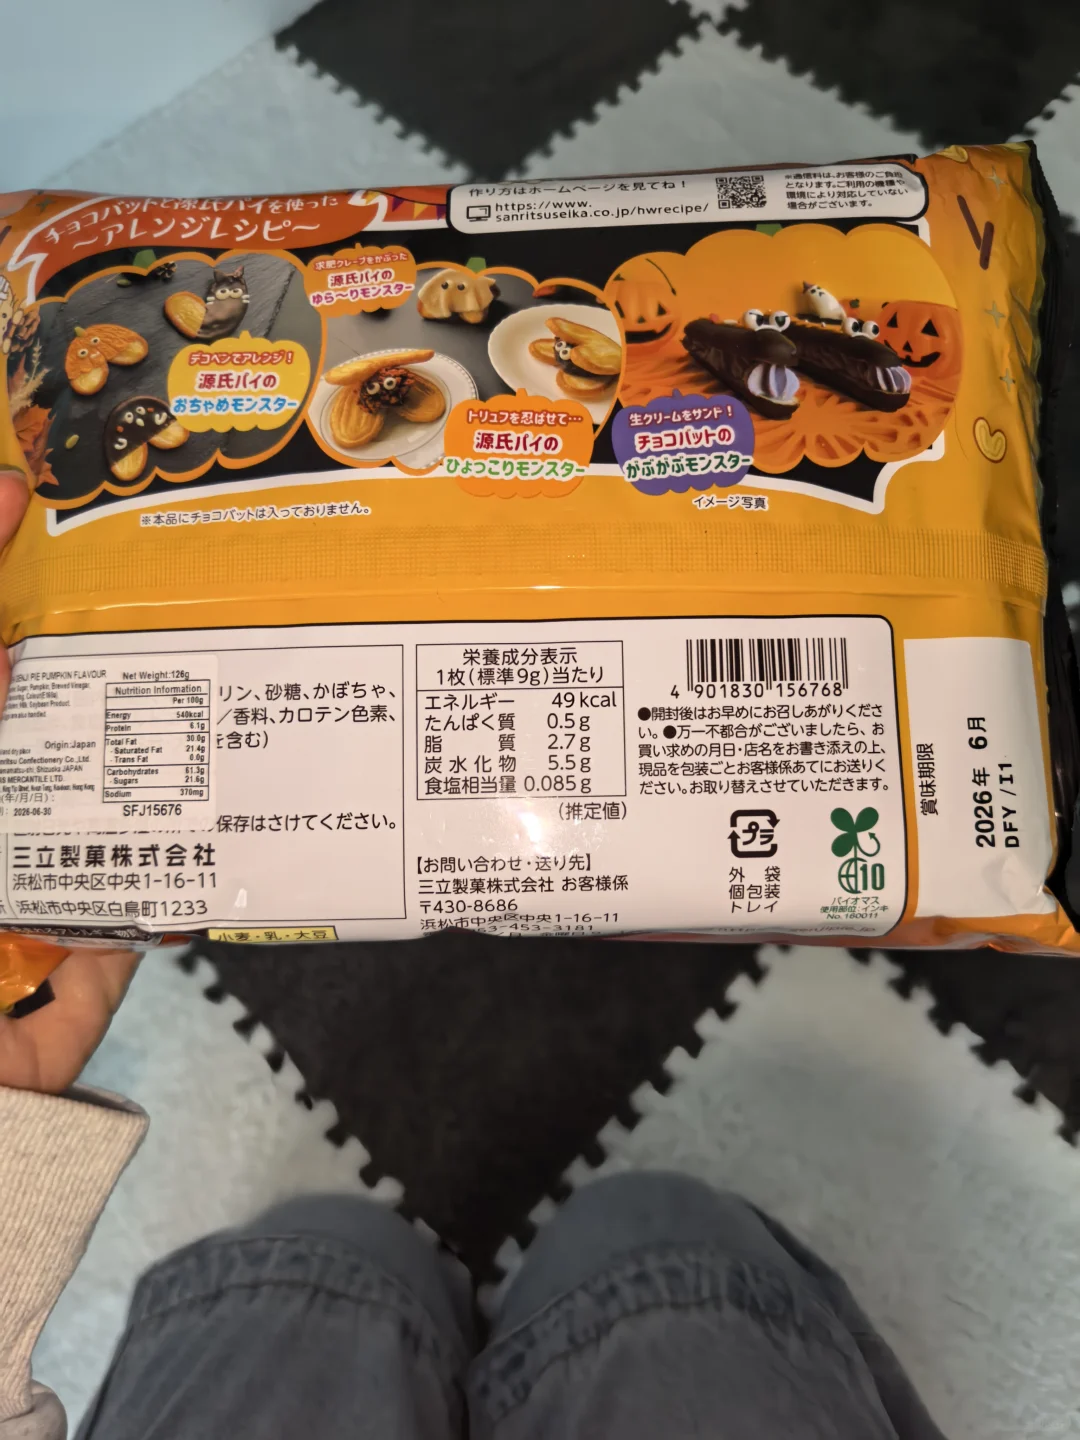 チョコバットと源氏パイを使った
～アレンジレシピ～
作り方はホームページを見てね！
https://www.
sanritsuseika.co.jp/hwrecipe/
※通信料は、お客様のご負担
となります。ご利用の機種や
環境により対応していない
場合がございます。
求肥クレープをかぶった
源氏パイの
ゆら～りモンスター
デコペンでアレンジ！
源氏パイの
おちゃめモンスター
トリュフを忍ばせて…
源氏パイの
ひょっこりモンスター
生クリームをサンド！
チョコバットの
がぶがぶモンスター
※本品にチョコバットは入っておりません。
イメージ写真
GENJI PIE PUMPKIN FLAVOUR
Net Weight:126g
Nutrition Information
Per 100g
Energy 540kcal
Protein 6.1g
Total Fat 30.0g
- Saturated Fat 21.4g
- Trans Fat 0.0g
Carbohydrates 61.3g
- Sugars 21.6g
Sodium 370mg
Origin:Japan
Confectionery Co.,Ltd.
Shizuoka JAPAN
MERCANTILE LTD.
(年/月/日):
2026-06-30
SFJ15676
リン、砂糖、かぼちゃ、
／香料、カロテン色素、
を含む)
保存はさけてください。
三立製菓株式会社
浜松市中央区中央1-16-11
浜松市中央区白鳥町1233
小麦・乳・大豆
栄養成分表示
1枚(標準9g)当たり
エネルギー 49kcal
たんぱく質 0.5g
脂質 2.7g
炭水化物 5.5g
食塩相当量 0.085g
(推定値)
【お問い合わせ・送り先】
三立製菓株式会社 お客様係
〒430-8686
浜松市中央区中央1-16-11
53-453-3181
4 901830 156768
●開封後はお早めにお召しあがりくださ
い。●万一不都合がございましたら、お
買い求めの月日・店名をお書き添えの上、
現品を包装ごとお客様係あてにお送りく
ださい。お取り替えさせていただきます。
プラ
外袋
個包装
トレイ
10
バイオマス
使用部位:インキ
No.160011
賞味期限
2026年 6月
DFY/I1